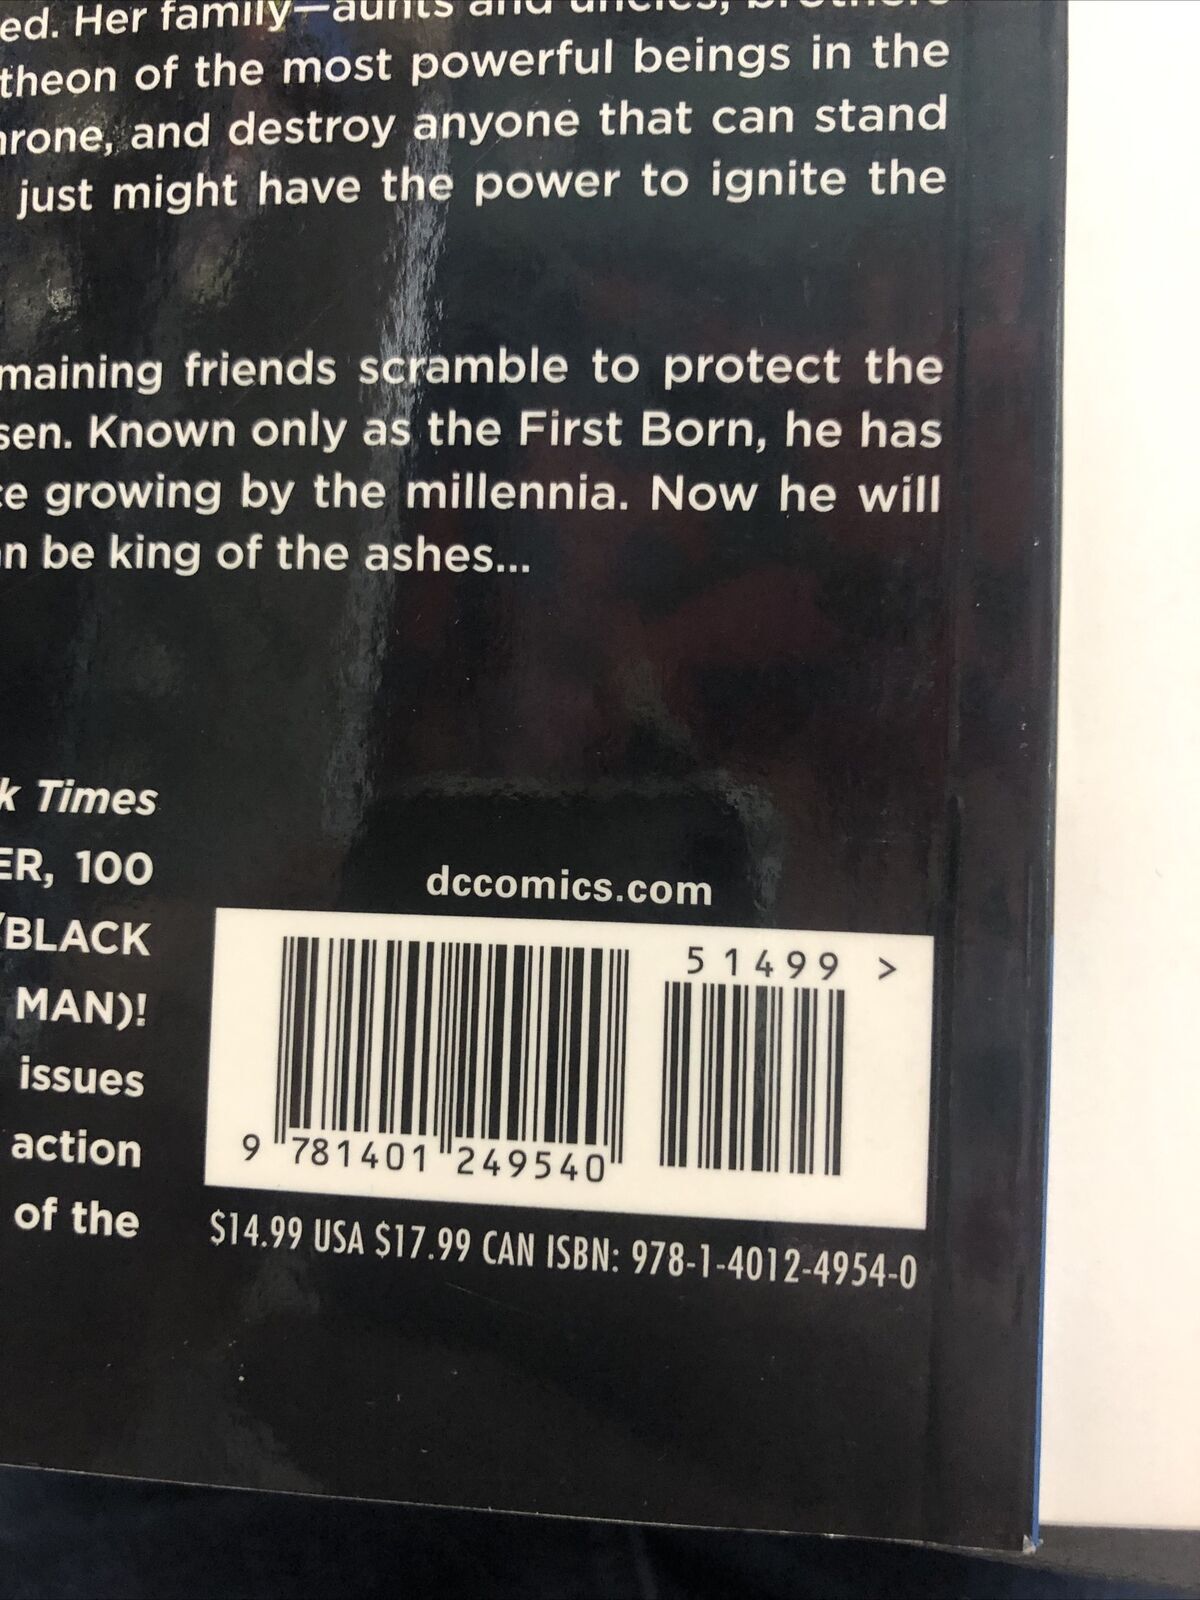 ed. Her family—aunts and uncles, brothers
theon of the most powerful beings in the
hrone, and destroy anyone that can stand
just might have the power to ignite the
maining friends scramble to protect the
sen. Known only as the First Born, he has
ce growing by the millennia. Now he will
n be king of the ashes...
k Times
ER, 100
/BLACK
MAN)!
issues
action
of the
dccomics.com
51499 >
9 781401 249540
$14.99 USA $17.99 CAN ISBN: 978-1-4012-4954-0